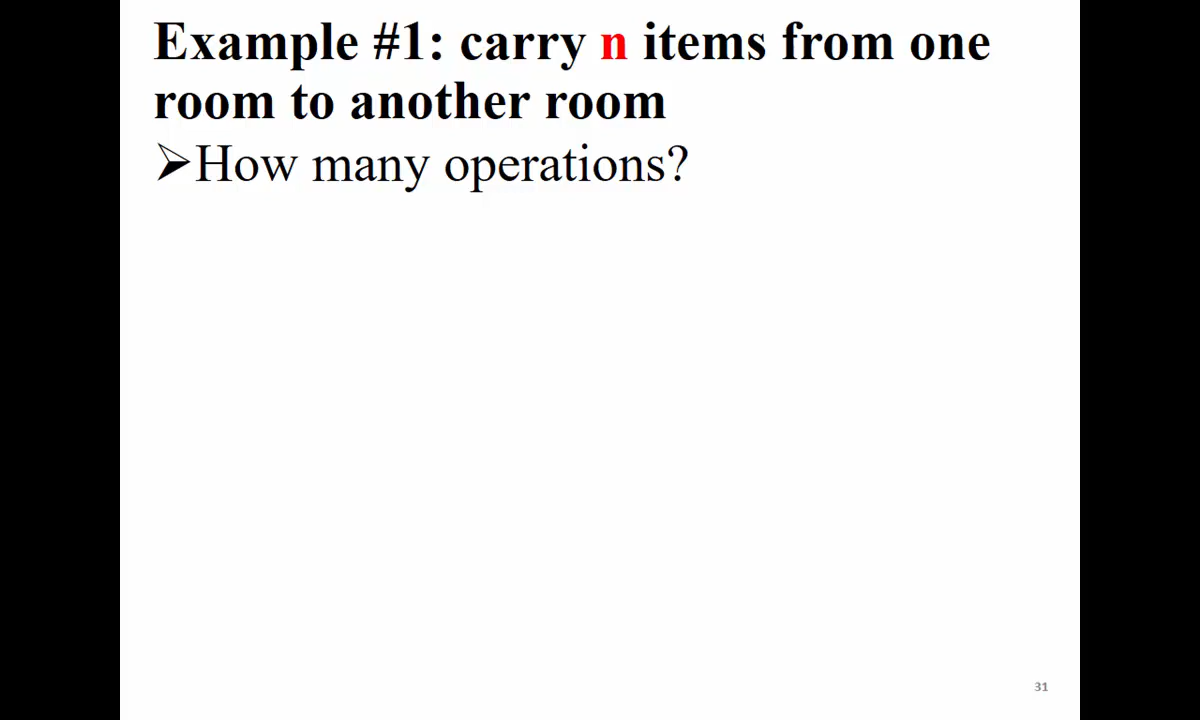 Example #1: carry n items from one
room to another room
➢How many operations?
31